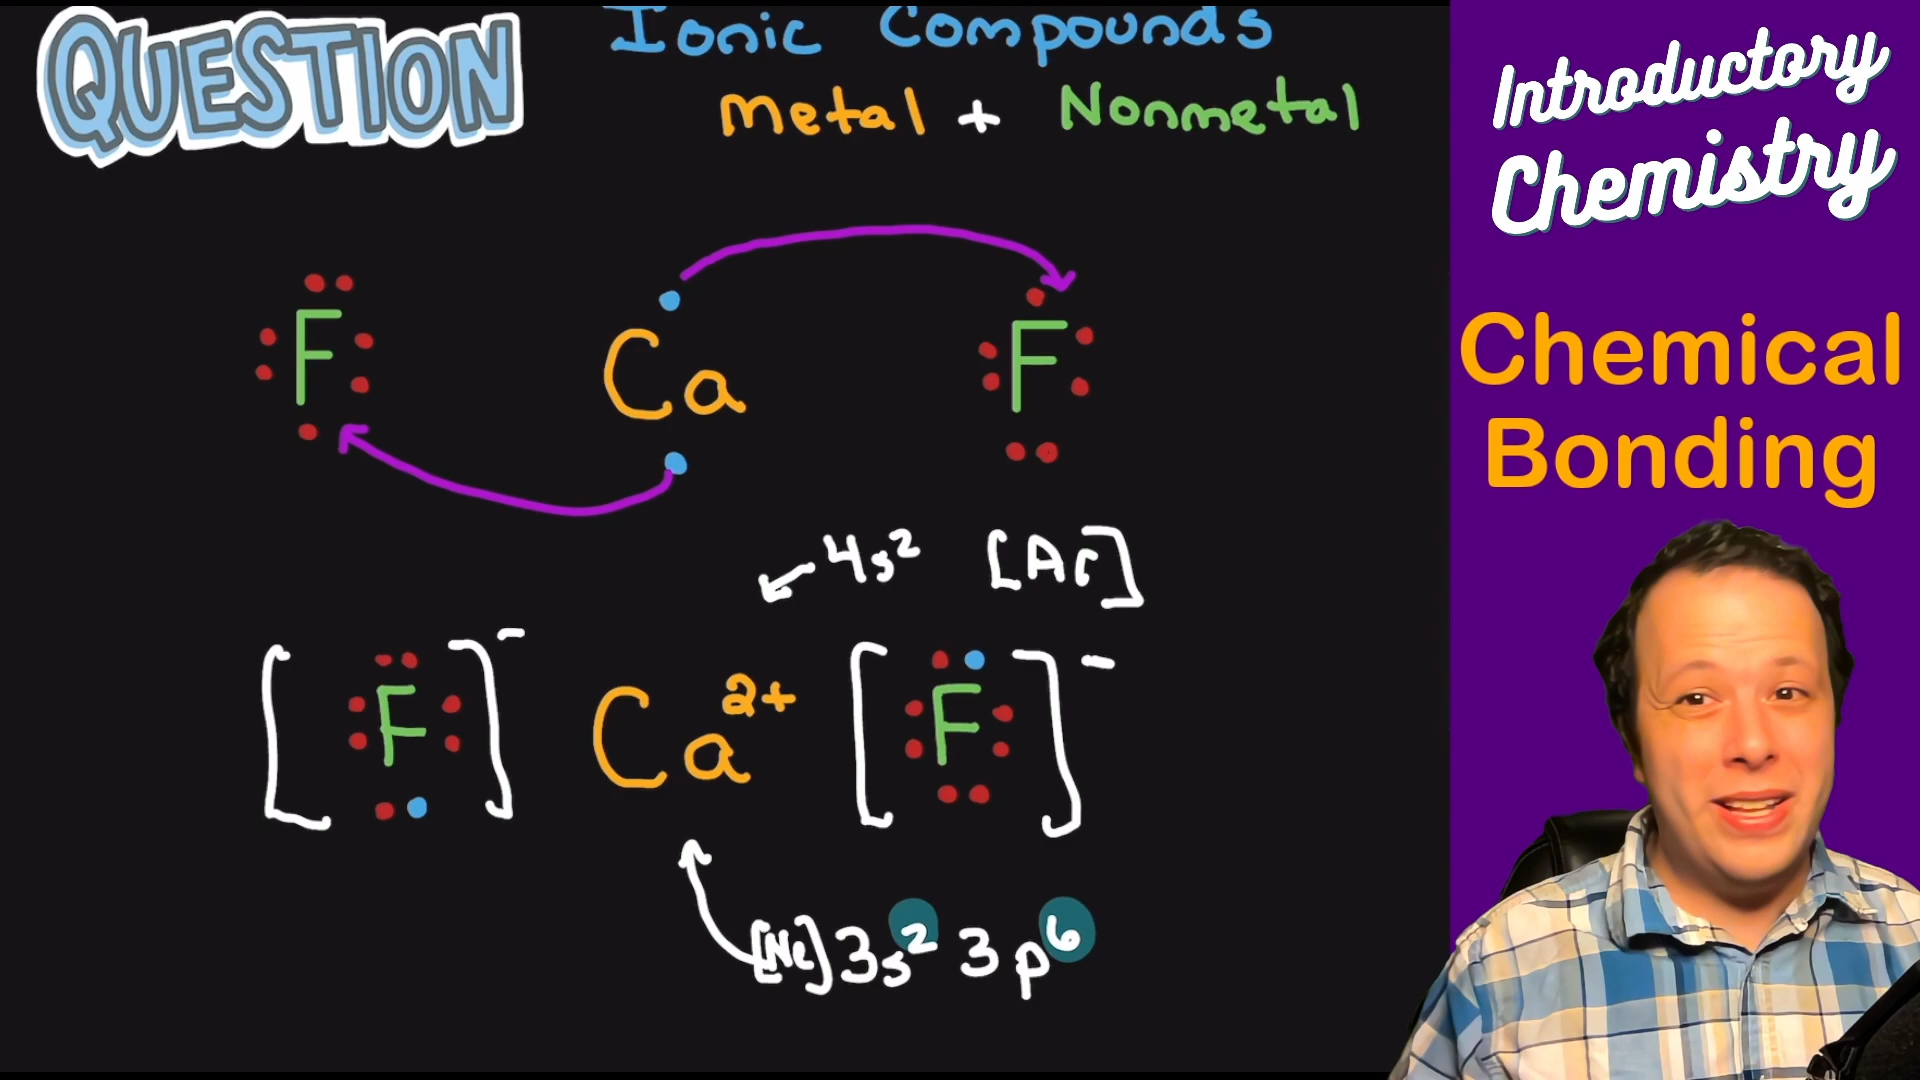 QUESTION
Ionic Compounds
Metal + Nonmetal
Introductory
Chemistry
Chemical
Bonding
F Ca F
4s² [Ar]
[F]⁻ Ca²⁺ [F]⁻
[Ne]3s² 3p⁶